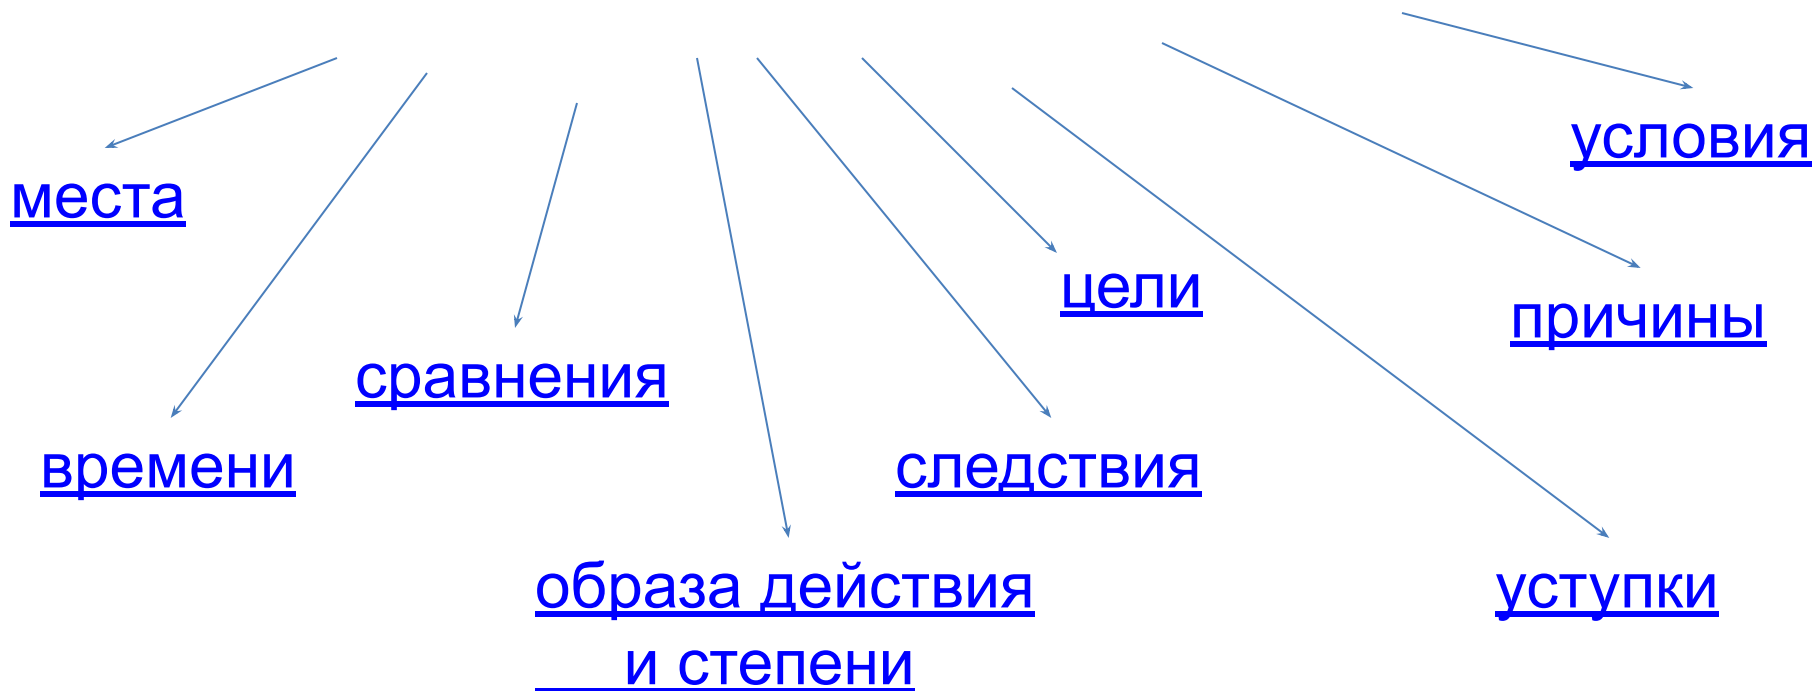 условия
места
цели
причины
сравнения
времени
следствия
образа действия
и степени
уступки